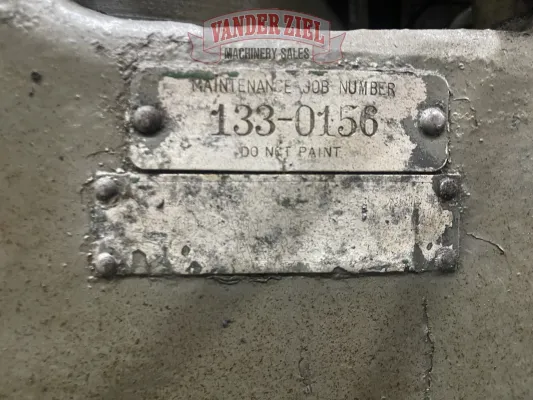 VANDER ZIEL
MACHINERY SALES
MAINTENANCE JOB NUMBER
133-0156
DO NOT PAINT